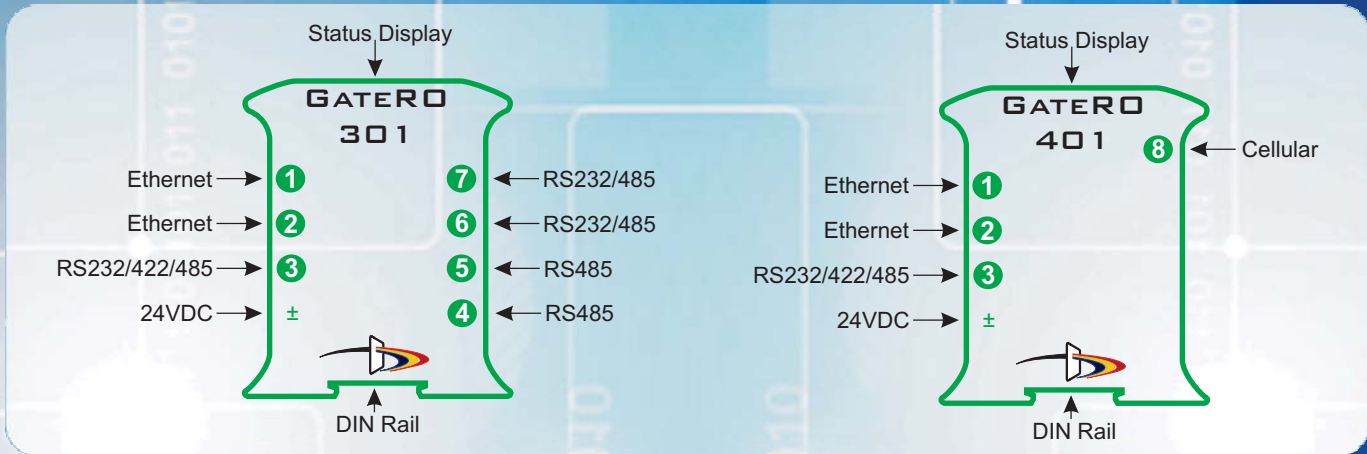 Status Display
GATERO
301
Ethernet 1
Ethernet 2
RS232/422/485 3
24VDC ±
7 RS232/485
6 RS232/485
5 RS485
4 RS485
DIN Rail
Status Display
GATERO
401
8 Cellular
Ethernet 1
Ethernet 2
RS232/422/485 3
24VDC ±
DIN Rail